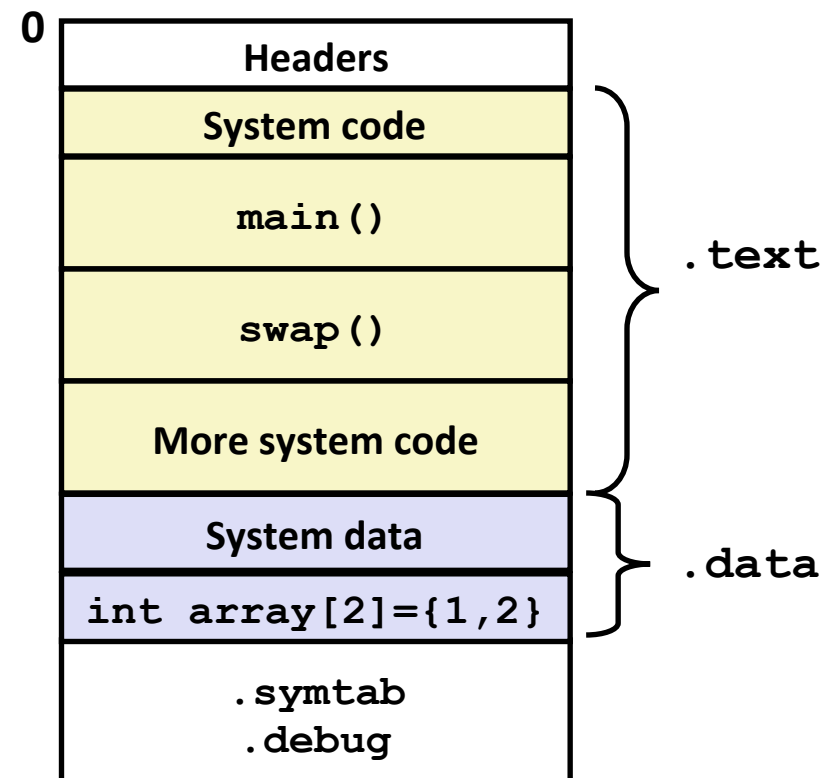 0
Headers
System code
main()
swap()
More system code
.text
System data
int array[2]={1,2}
.data
.symtab
.debug